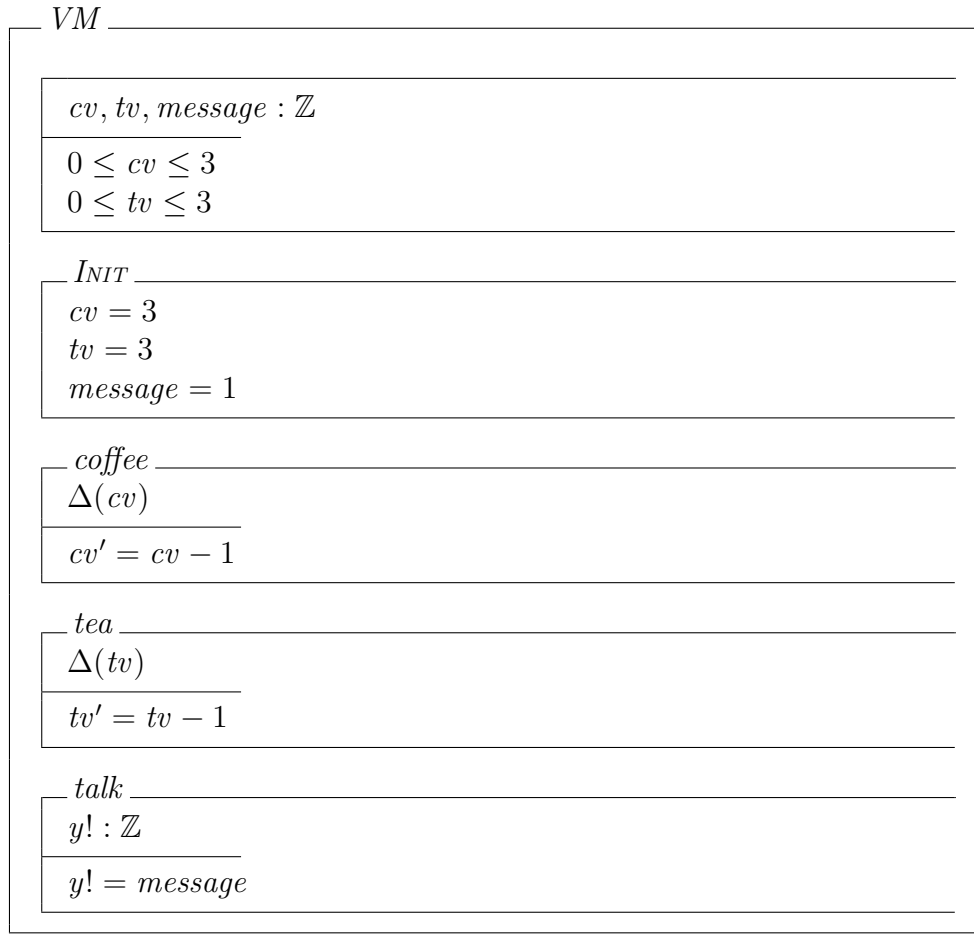 VM
cv, tv, message : ℤ
0 ≤ cv ≤ 3
0 ≤ tv ≤ 3
INIT
cv = 3
tv = 3
message = 1
coffee
Δ(cv)
cv′ = cv − 1
tea
Δ(tv)
tv′ = tv − 1
talk
y! : ℤ
y! = message